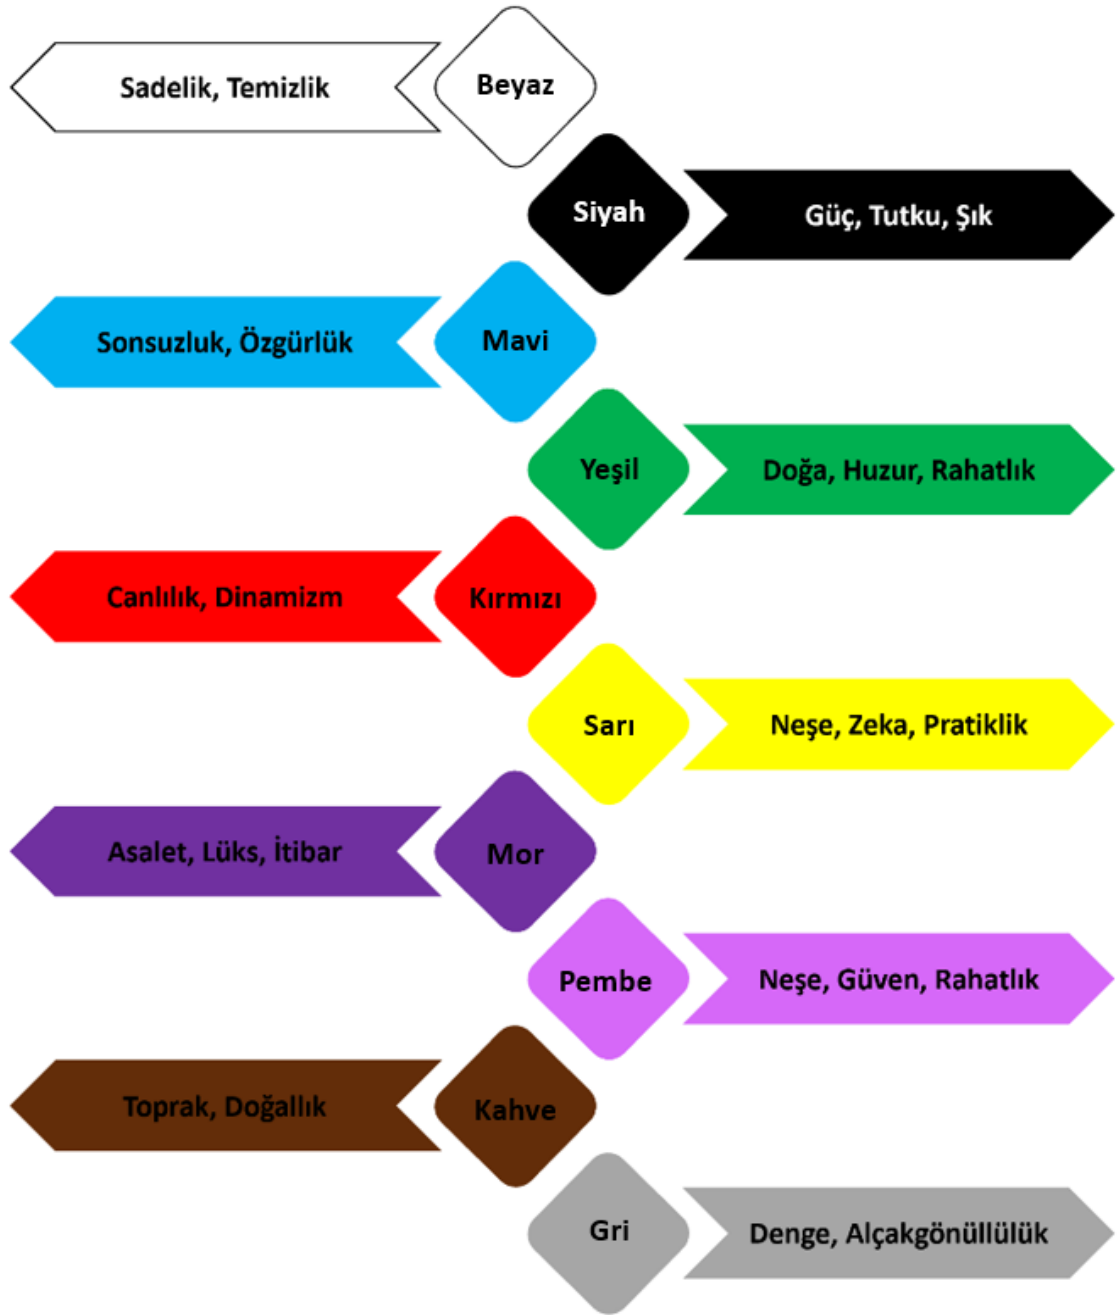 Sadelik, Temizlik
Beyaz
Siyah
Güç, Tutku, Şık
Sonsuzluk, Özgürlük
Mavi
Yeşil
Doğa, Huzur, Rahatlık
Canlılık, Dinamizm
Kırmızı
Sarı
Neşe, Zeka, Pratiklik
Asalet, Lüks, İtibar
Mor
Pembe
Neşe, Güven, Rahatlık
Toprak, Doğallık
Kahve
Gri
Denge, Alçakgönüllülük